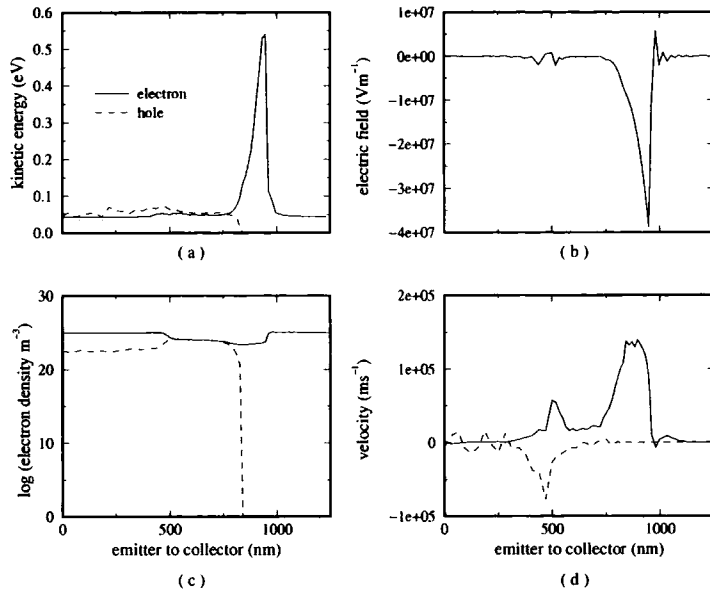 0.6
0.5
0.4
0.3
0.2
0.1
0.0
kinetic energy (eV)
electron
hole
( a )
1e+07
0e+00
−1e+07
−2e+07
−3e+07
−4e+07
electric field (Vm⁻¹)
( b )
30
20
10
0
log (electron density m⁻³)
0 500 1000
emitter to collector (nm)
( c )
2e+05
1e+05
0
−1e+05
velocity (ms⁻¹)
0 500 1000
emitter to collector (nm)
( d )